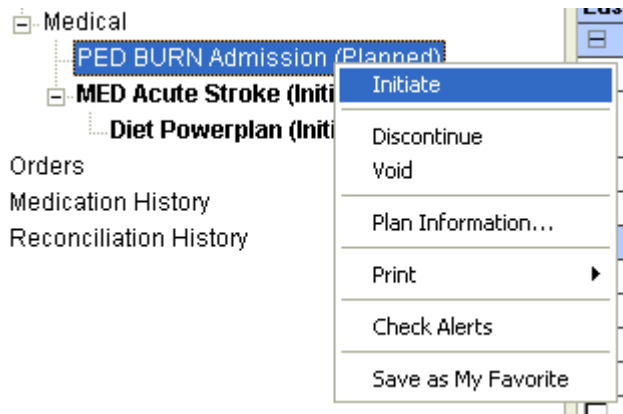 Medical
PED BURN Admission (Planned)
Initiate
MED Acute Stroke (Initi
Diet Powerplan (Initi
Discontinue
Orders
Void
Medication History
Plan Information...
Reconciliation History
Print
Check Alerts
Save as My Favorite